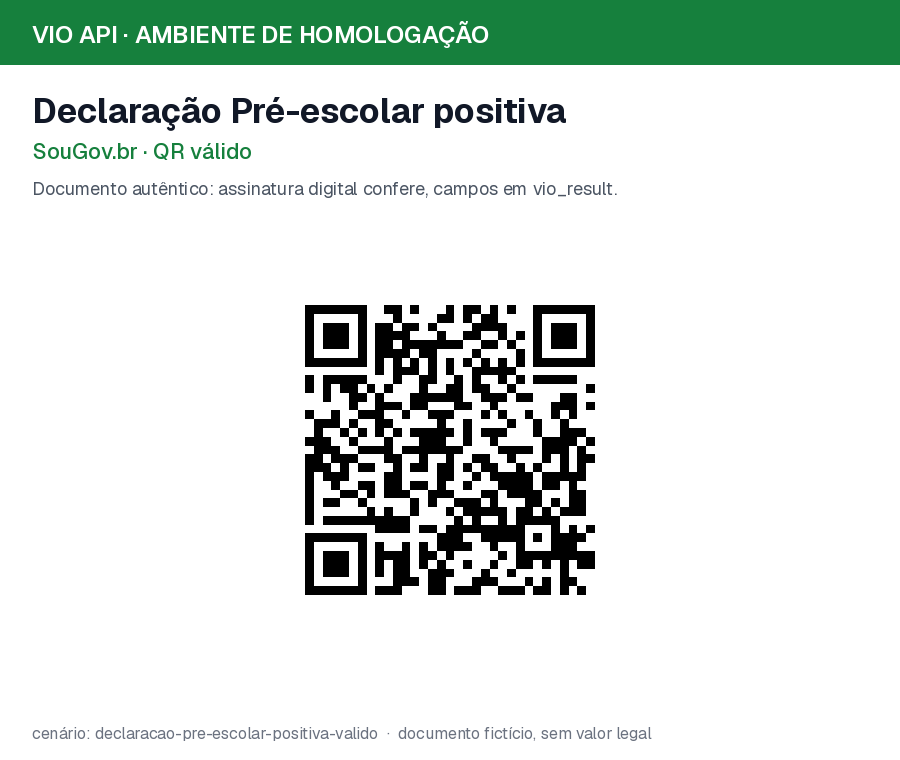 VIO API · AMBIENTE DE HOMOLOGAÇÃO
Declaração Pré-escolar positiva
SouGov.br · QR válido
Documento autêntico: assinatura digital confere, campos em vio_result.
cenário: declaracao-pre-escolar-positiva-valido · documento fictício, sem valor legal